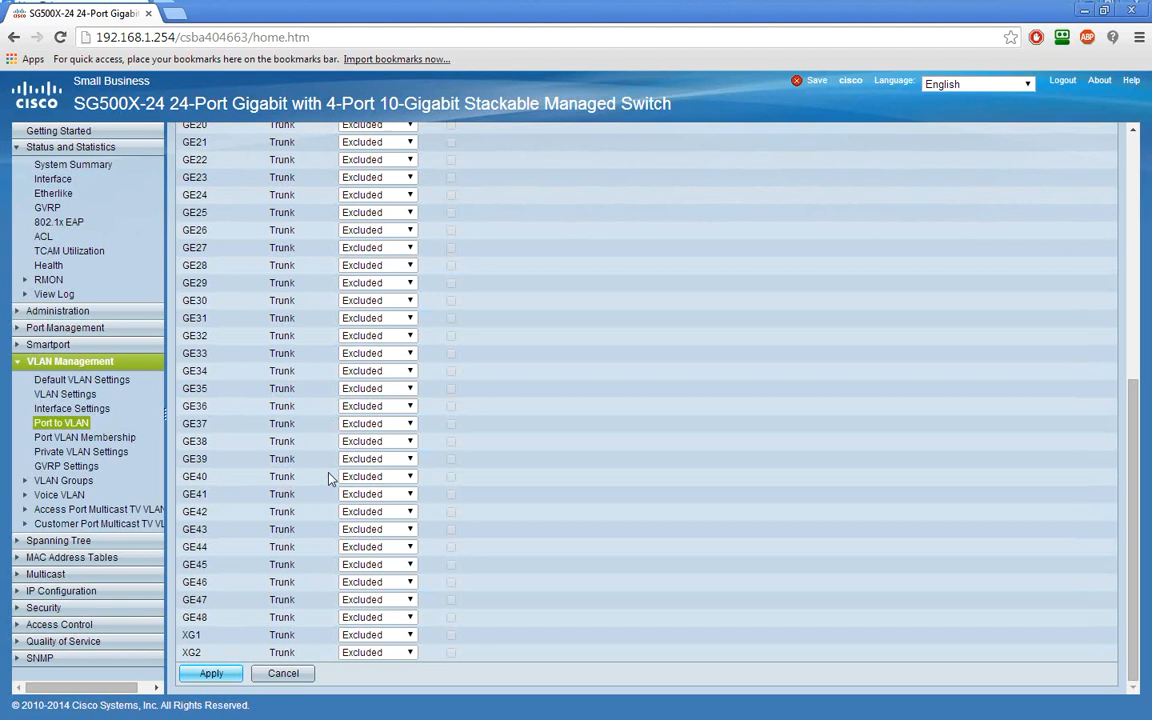 SG500X-24 24-Port Gigabit
192.168.1.254/csba404663/home.htm
Apps For quick access, place your bookmarks here on the bookmarks bar. Import bookmarks now...
ABP
Small Business
Save cisco Language: English Logout About Help
CISCO SG500X-24 24-Port Gigabit with 4-Port 10-Gigabit Stackable Managed Switch
Getting Started
Status and Statistics
System Summary
Interface
Etherlike
GVRP
802.1x EAP
ACL
TCAM Utilization
Health
RMON
View Log
Administration
Port Management
Smartport
VLAN Management
Default VLAN Settings
VLAN Settings
Interface Settings
Port to VLAN
Port VLAN Membership
Private VLAN Settings
GVRP Settings
VLAN Groups
Voice VLAN
Access Port Multicast TV VLAN
Customer Port Multicast TV VL
Spanning Tree
MAC Address Tables
Multicast
IP Configuration
Security
Access Control
Quality of Service
SNMP
GE20 Trunk Excluded
GE21 Trunk Excluded
GE22 Trunk Excluded
GE23 Trunk Excluded
GE24 Trunk Excluded
GE25 Trunk Excluded
GE26 Trunk Excluded
GE27 Trunk Excluded
GE28 Trunk Excluded
GE29 Trunk Excluded
GE30 Trunk Excluded
GE31 Trunk Excluded
GE32 Trunk Excluded
GE33 Trunk Excluded
GE34 Trunk Excluded
GE35 Trunk Excluded
GE36 Trunk Excluded
GE37 Trunk Excluded
GE38 Trunk Excluded
GE39 Trunk Excluded
GE40 Trunk Excluded
GE41 Trunk Excluded
GE42 Trunk Excluded
GE43 Trunk Excluded
GE44 Trunk Excluded
GE45 Trunk Excluded
GE46 Trunk Excluded
GE47 Trunk Excluded
GE48 Trunk Excluded
XG1 Trunk Excluded
XG2 Trunk Excluded
Apply Cancel
© 2010-2014 Cisco Systems, Inc. All Rights Reserved.